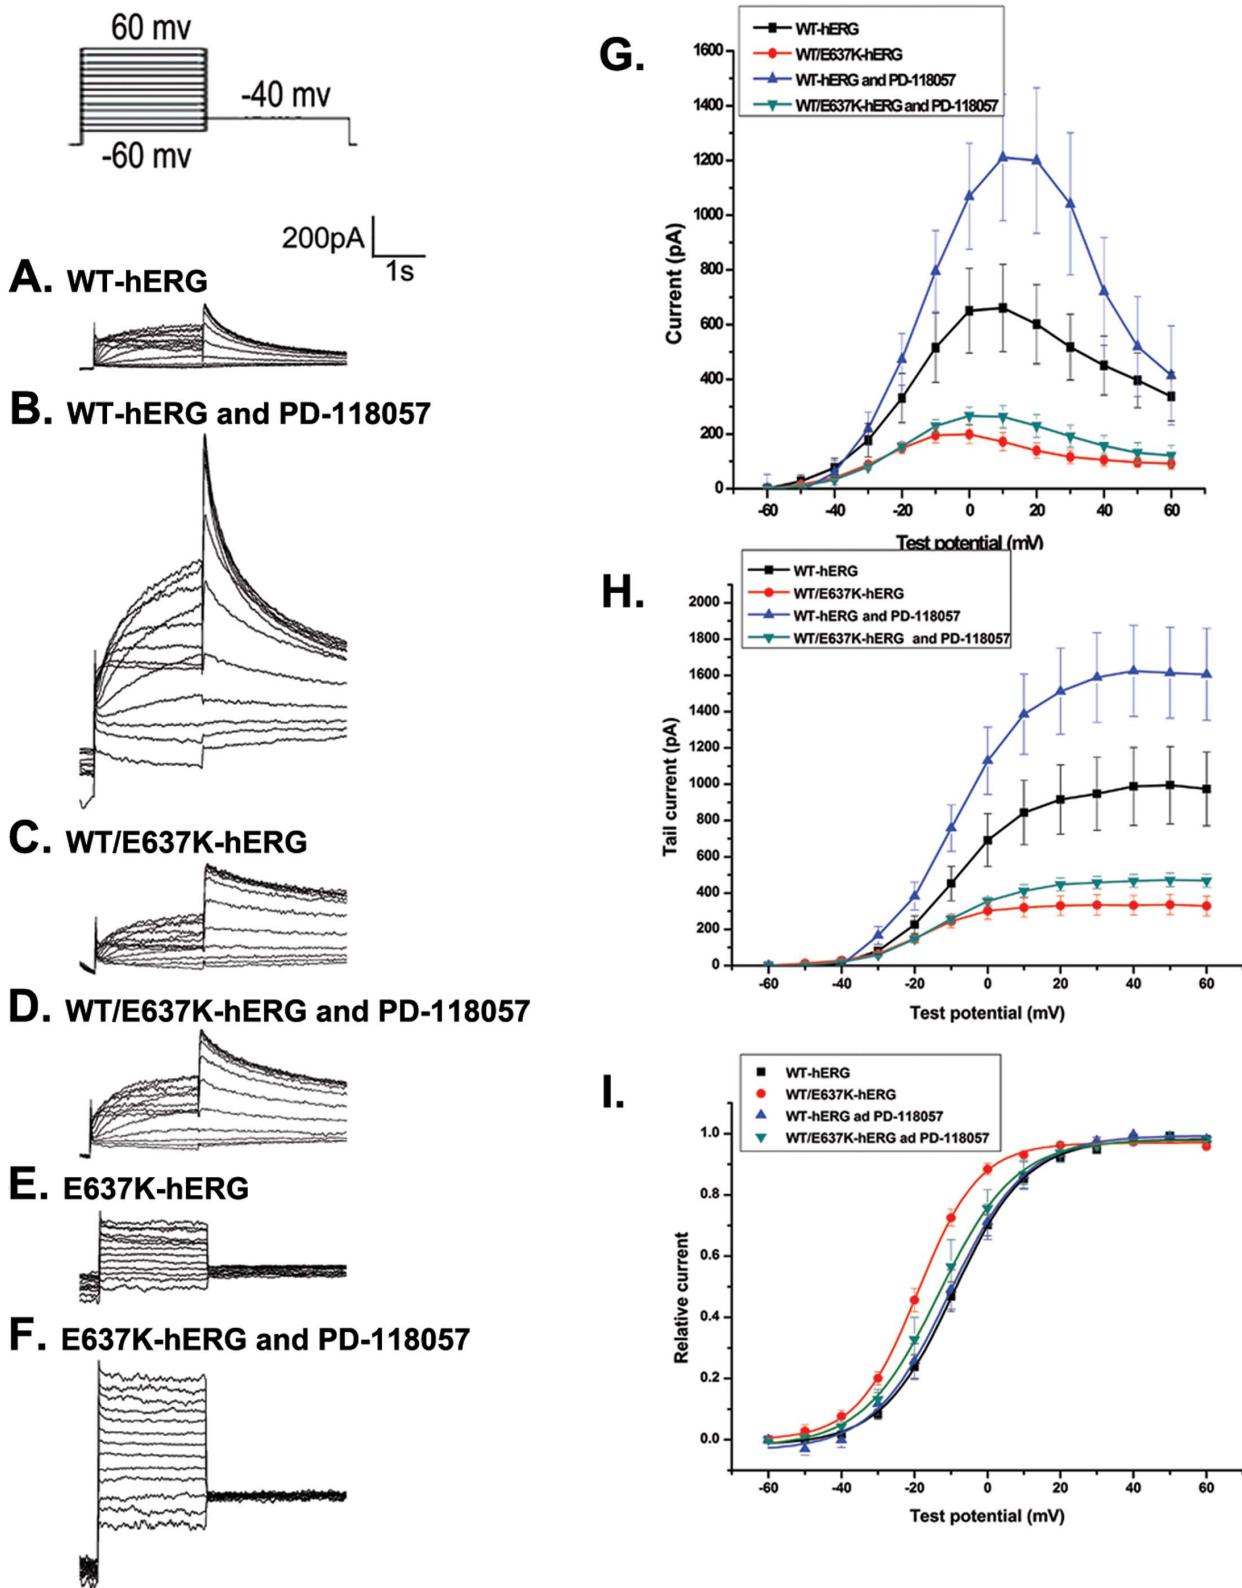 60 mv
-40 mv
-60 mv
200pA
1s
A. WT-hERG
B. WT-hERG and PD-118057
C. WT/E637K-hERG
D. WT/E637K-hERG and PD-118057
E. E637K-hERG
F. E637K-hERG and PD-118057
G.
WT-hERG
WT/E637K-hERG
WT-hERG and PD-118057
WT/E637K-hERG and PD-118057
1600
1400
1200
1000
800
600
400
200
0
Current (pA)
-60 -40 -20 0 20 40 60
Test potential (mV)
H.
WT-hERG
WT/E637K-hERG
WT-hERG and PD-118057
WT/E637K-hERG and PD-118057
2000
1800
1600
1400
1200
1000
800
600
400
200
0
Tail current (pA)
-60 -40 -20 0 20 40 60
Test potential (mV)
I.
WT-hERG
WT/E637K-hERG
WT-hERG ad PD-118057
WT/E637K-hERG ad PD-118057
1.0
0.8
0.6
0.4
0.2
0.0
Relative current
-60 -40 -20 0 20 40 60
Test potential (mV)